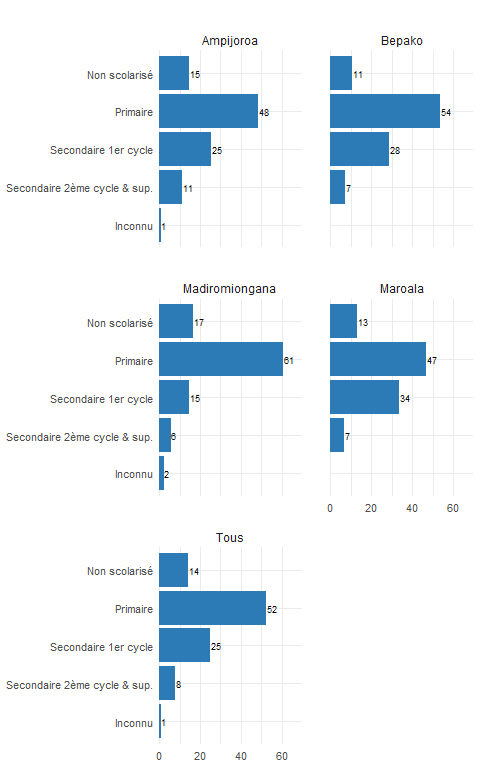 Ampijoroa Bepako
Non scolarisé 15 11
Primaire 48 54
Secondaire 1er cycle 25 28
Secondaire 2ème cycle & sup. 11 7
Inconnu 1
Madiromiongana Maroala
Non scolarisé 17 13
Primaire 61 47
Secondaire 1er cycle 15 34
Secondaire 2ème cycle & sup. 6 7
Inconnu 2
0 20 40 60
Tous
Non scolarisé 14
Primaire 52
Secondaire 1er cycle 25
Secondaire 2ème cycle & sup. 8
Inconnu 1
0 20 40 60